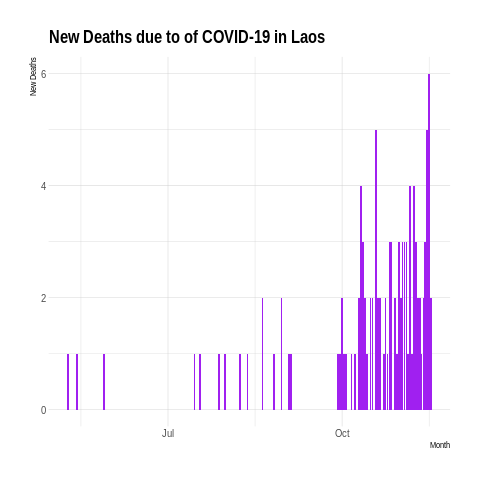 New Deaths due to of COVID-19 in Laos
New Deaths
6
4
2
0
Jul
Oct
Month